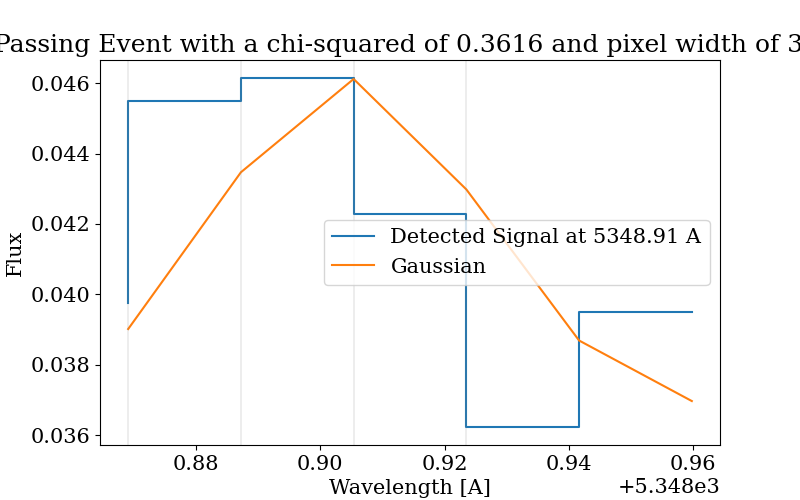 Passing Event with a chi-squared of 0.3616 and pixel width of 3
0.046
0.044
0.042
0.040
0.038
0.036
Flux
Detected Signal at 5348.91 A
Gaussian
0.88 0.90 0.92 0.94 0.96
+5.348e3
Wavelength [A]